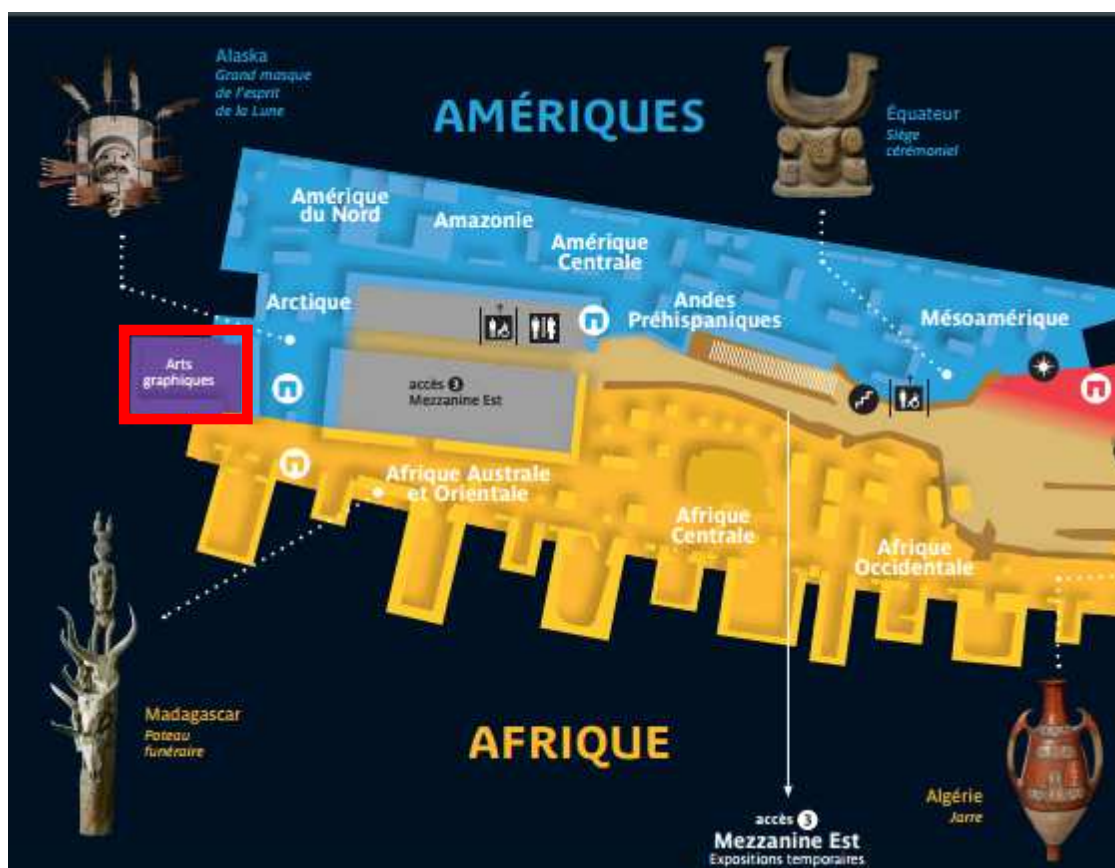 Alaska
Grand masque
de l'esprit
de la Lune
AMÉRIQUES
Équateur
Siège
cérémoniel
Amérique
du Nord
Amazonie
Amérique
Centrale
Arctique
Andes
Préhispaniques
Mésoamérique
Arts
graphiques
accès 3
Mezzanine Est
Afrique Australe
et Orientale
Afrique
Centrale
Afrique
Occidentale
Madagascar
Poteau
funéraire
AFRIQUE
Algérie
Jarre
accès 3
Mezzanine Est
Expositions temporaires